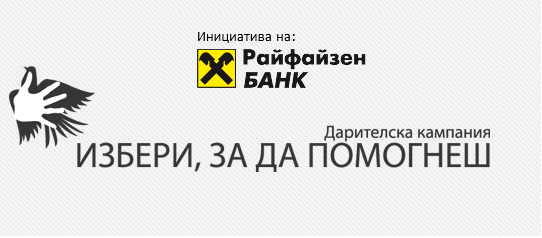 Инициатива на:
Райфайзен
БАНК
Дарителска кампания
ИЗБЕРИ, ЗА ДА ПОМОГНЕШ